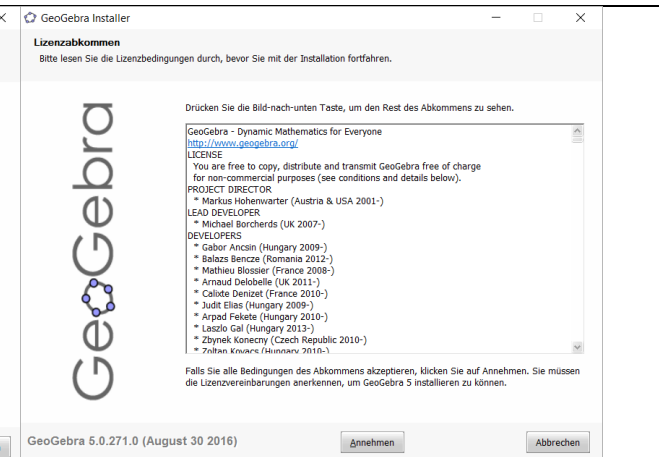 GeoGebra Installer
Lizenzabkommen
Bitte lesen Sie die Lizenzbedingungen durch, bevor Sie mit der Installation fortfahren.
GeoGebra
Drücken Sie die Bild-nach-unten Taste, um den Rest des Abkommens zu sehen.
GeoGebra - Dynamic Mathematics for Everyone
http://www.geogebra.org/
LICENSE
You are free to copy, distribute and transmit GeoGebra free of charge
for non-commercial purposes (see conditions and details below).
PROJECT DIRECTOR
* Markus Hohenwarter (Austria & USA 2001-)
LEAD DEVELOPER
* Michael Borcherds (UK 2007-)
DEVELOPERS
* Gabor Ancsin (Hungary 2009-)
* Balazs Bencze (Romania 2012-)
* Mathieu Blossier (France 2008-)
* Arnaud Delobelle (UK 2011-)
* Calixte Denizet (France 2010-)
* Judit Elias (Hungary 2009-)
* Arpad Fekete (Hungary 2010-)
* Laszlo Gal (Hungary 2013-)
* Zbynek Konecny (Czech Republic 2010-)
* Zoltan Kovacs (Hungary 2010-)
Falls Sie alle Bedingungen des Abkommens akzeptieren, klicken Sie auf Annehmen. Sie müssen
die Lizenzvereinbarungen anerkennen, um GeoGebra 5 installieren zu können.
GeoGebra 5.0.271.0 (August 30 2016)
Annehmen
Abbrechen